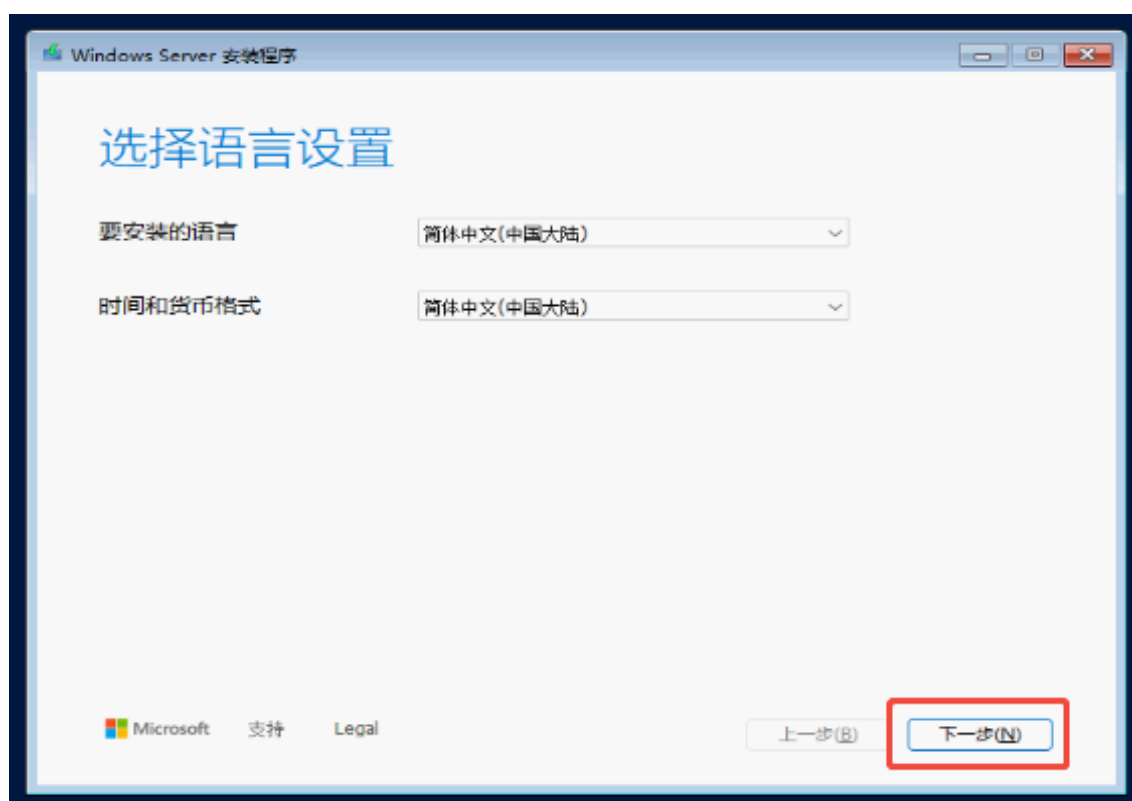 Windows Server 安装程序
选择语言设置
要安装的语言 简体中文(中国大陆)
时间和货币格式 简体中文(中国大陆)
Microsoft 支持 Legal 上一步(B) 下一步(N)